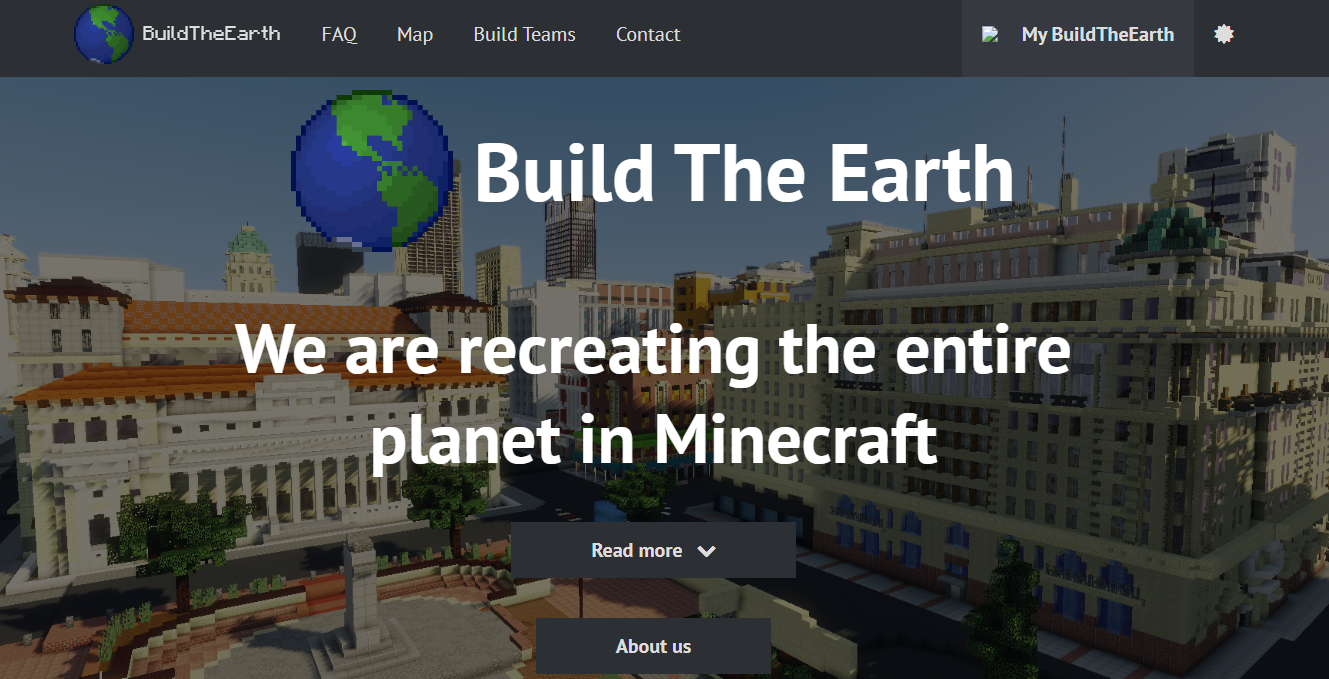 BuildTheEarth FAQ Map Build Teams Contact My BuildTheEarth
Build The Earth
We are recreating the entire
planet in Minecraft
Read more
About us